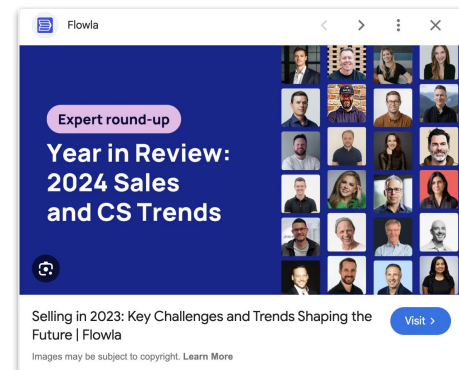 Flowla
Expert round-up
Year in Review:
2024 Sales
and CS Trends
Selling in 2023: Key Challenges and Trends Shaping the
Future | Flowla
Visit >
Images may be subject to copyright. Learn More